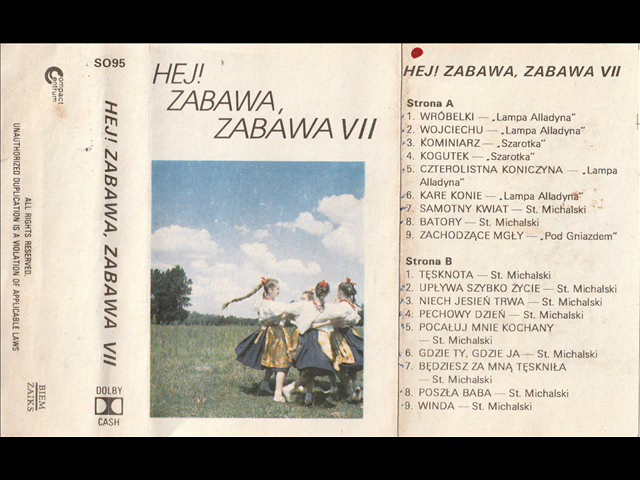 Compact
Centrum
UNAUTHORIZED DUPLICATION IS A VIOLATION OF APPLICABLE LAWS
ALL RIGHTS RESERVED.
BIEM
ZAIKS
SO95
HEJ! ZABAWA, ZABAWA VII
DOLBY
CASH
HEJ!
ZABAWA,
ZABAWA VII
HEJ! ZABAWA, ZABAWA VII
Strona A
1. WRÓBELKI — „Lampa Alladyna"
2. WOJCIECHU — „Lampa Alladyna"
3. KOMINIARZ — „Szarotka"
4. KOGUTEK — „Szarotka"
5. CZTEROLISTNA KONICZYNA — „Lampa
Alladyna"
6. KARE KONIE — „Lampa Alladyna"
7. SAMOTNY KWIAT — St. Michalski
8. BATORY — St. Michalski
9. ZACHODZĄCE MGŁY — „Pod Gniazdem"
Strona B
1. TĘSKNOTA — St. Michalski
2. UPŁYWA SZYBKO ŻYCIE — St. Michalski
3. NIECH JESIEŃ TRWA — St. Michalski
4. PECHOWY DZIEŃ — St. Michalski
5. POCAŁUJ MNIE KOCHANY
— St. Michalski
6. GDZIE TY, GDZIE JA — St. Michalski
7. BĘDZIESZ ZA MNĄ TĘSKNIŁA
— St. Michalski
8. POSZŁA BABA — St. Michalski
9. WINDA — St. Michalski